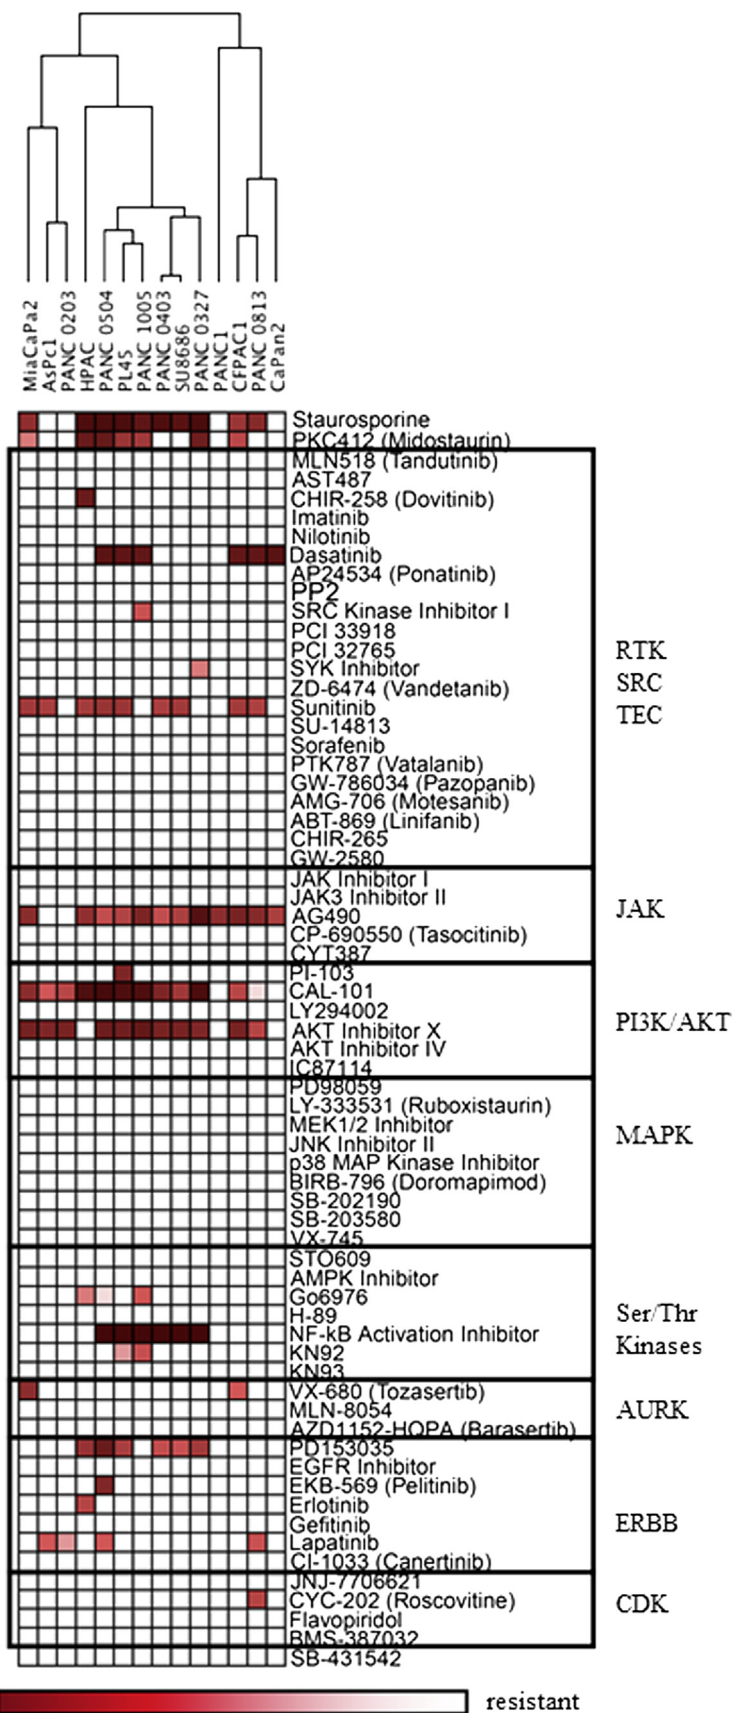 MiaCaPa2
AsPc1
PANC 0203
HPAC
PANC 0504
PL45
PANC 1005
PANC 0403
SU8686
PANC 0327
PANC1
CFPAC1
PANC 0813
CaPan2
Staurosporine
PKC412 (Midostaurin)
MLN518 (Tandutinib)
AST487
CHIR-258 (Dovitinib)
Imatinib
Nilotinib
Dasatinib
AP24534 (Ponatinib)
PP2
SRC Kinase Inhibitor I
PCI 33918
PCI 32765
SYK Inhibitor
ZD-6474 (Vandetanib)
Sunitinib
SU-14813
Sorafenib
PTK787 (Vatalanib)
GW-786034 (Pazopanib)
AMG-706 (Motesanib)
ABT-869 (Linifanib)
CHIR-265
GW-2580
RTK
SRC
TEC
JAK Inhibitor I
JAK3 Inhibitor II
AG490
CP-690550 (Tasocitinib)
CYT387
JAK
PI-103
CAL-101
LY294002
AKT Inhibitor X
AKT Inhibitor IV
IC87114
PI3K/AKT
PD98059
LY-333531 (Ruboxistaurin)
MEK1/2 Inhibitor
JNK Inhibitor II
p38 MAP Kinase Inhibitor
BIRB-796 (Doromapimod)
SB-202190
SB-203580
VX-745
MAPK
STO609
AMPK Inhibitor
Go6976
H-89
NF-kB Activation Inhibitor
KN92
KN93
Ser/Thr
Kinases
VX-680 (Tozasertib)
MLN-8054
AZD1152-HQPA (Barasertib)
AURK
PD153035
EGFR Inhibitor
EKB-569 (Pelitinib)
Erlotinib
Gefitinib
Lapatinib
CI-1033 (Canertinib)
ERBB
JNJ-7706621
CYC-202 (Roscovitine)
Flavopiridol
BMS-387032
CDK
SB-431542
resistant